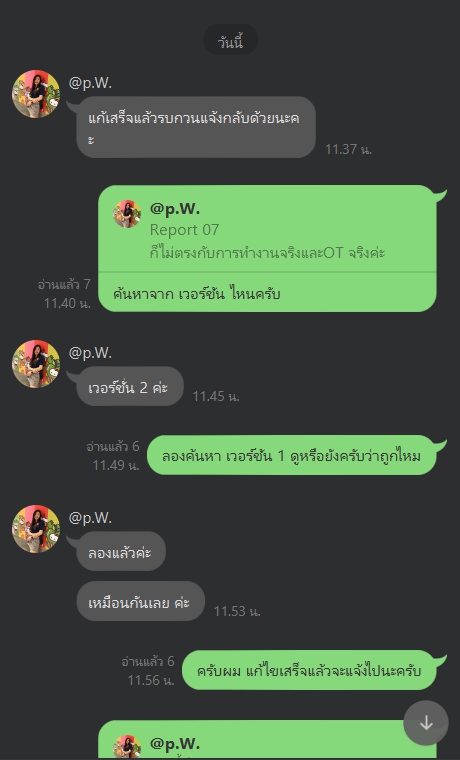 วันนี้
@p.W.
แก้เสร็จแล้วรบกวนแจ้งกลับด้วยนะค
ะ
11.37 น.
@p.W.
Report 07
ก็ไม่ตรงกับการทำงานจริงและOT จริงค่ะ
อ่านแล้ว 7
11.40 น.
ค้นหาจาก เวอร์ซัน ไหนครับ
@p.W.
เวอร์ชั่น 2 ค่ะ
11.45 น.
อ่านแล้ว 6
11.49 น.
ลองค้นหา เวอร์ซัน 1 ดูหรือยังครับว่าถูกไหม
@p.W.
ลองแล้วค่ะ
เหมือนกันเลย ค่ะ
11.53 น.
อ่านแล้ว 6
11.56 น.
ครับผม แก้ไขเสร็จแล้วจะแจ้งไปนะครับ
@p.W.